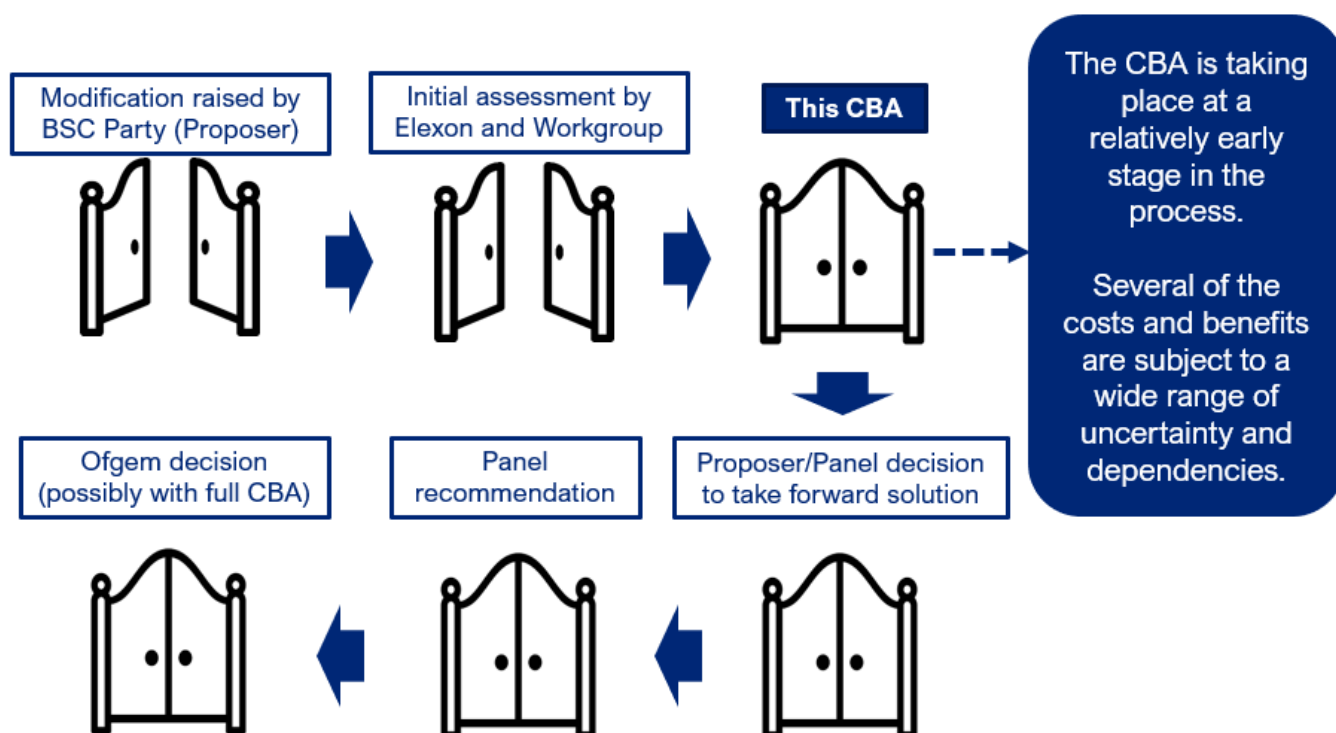 Modification raised by
BSC Party (Proposer)
Initial assessment by
Elexon and Workgroup
This CBA
The CBA is taking
place at a
relatively early
stage in the
process.
Several of the
costs and benefits
are subject to a
wide range of
uncertainty and
dependencies.
Ofgem decision
(possibly with full CBA)
Panel
recommendation
Proposer/Panel decision
to take forward solution